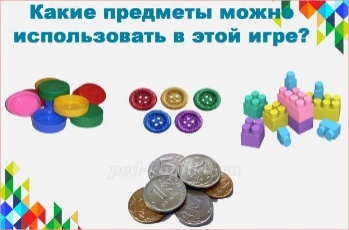 Какие предметы можно
использовать в этой игре?